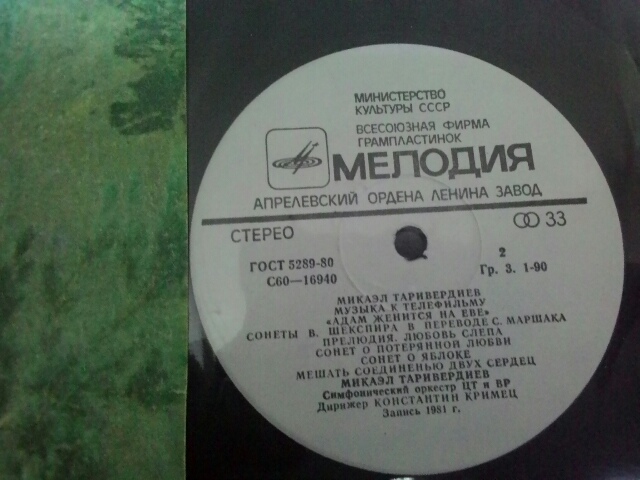 МИНИСТЕРСТВО
КУЛЬТУРЫ СССР
ВСЕСОЮЗНАЯ ФИРМА
ГРАМПЛАСТИНОК
МЕЛОДИЯ
АПРЕЛЕВСКИЙ ОРДЕНА ЛЕНИНА ЗАВОД
СТЕРЕО 33
ГОСТ 5289-80 2
С60—16940 Гр. 3. 1-90
МИКАЭЛ ТАРИВЕРДИЕВ
МУЗЫКА К ТЕЛЕФИЛЬМУ
«АДАМ ЖЕНИТСЯ НА ЕВЕ»
СОНЕТЫ В. ШЕКСПИРА В ПЕРЕВОДЕ С. МАРШАКА
ПРЕЛЮДИЯ. ЛЮБОВЬ СЛЕПА
СОНЕТ О ПОТЕРЯННОЙ ЛЮБВИ
СОНЕТ О ЯБЛОКЕ
МЕШАТЬ СОЕДИНЕНЬЮ ДВУХ СЕРДЕЦ
МИКАЭЛ ТАРИВЕРДИЕВ
Симфонический оркестр ЦТ и ВР
Дирижер КОНСТАНТИН КРИМЕЦ
Запись 1981 г.